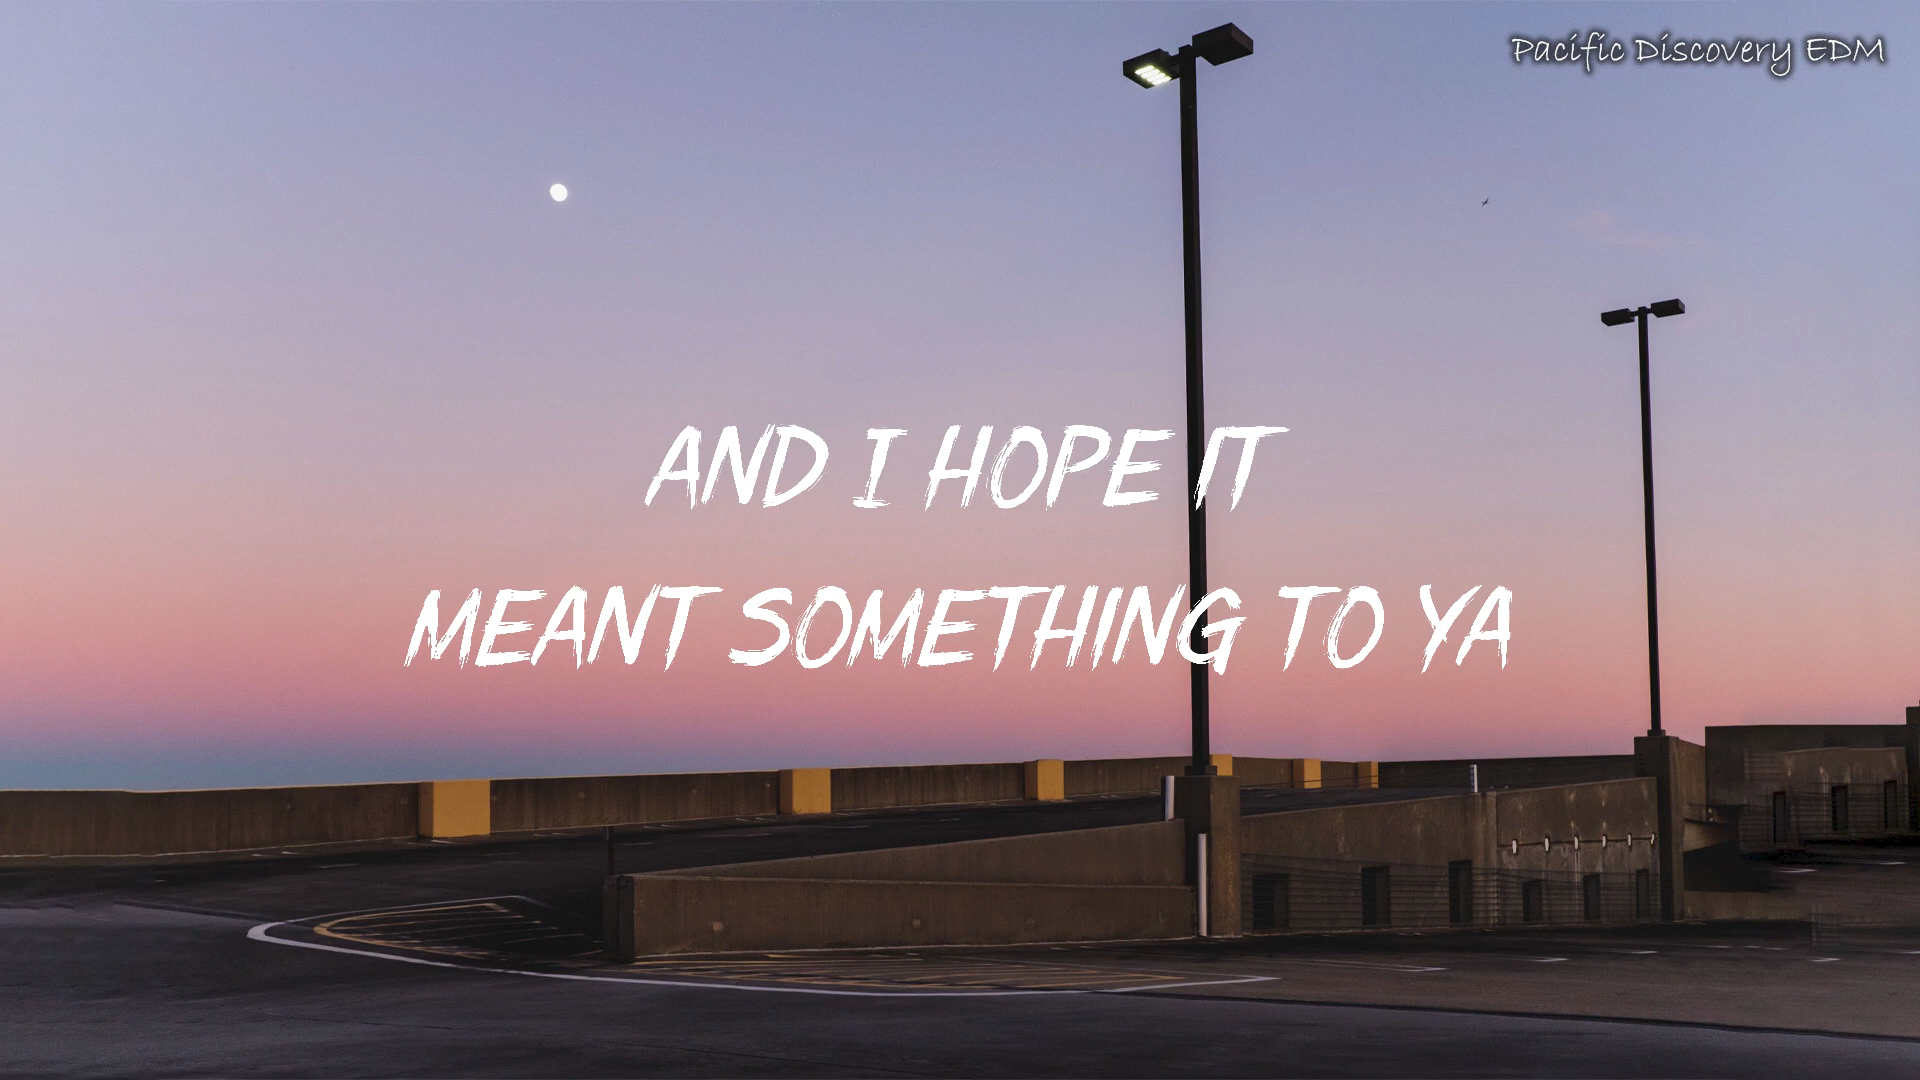 Pacific Discovery EDM
AND I HOPE IT
MEANT SOMETHING TO YA